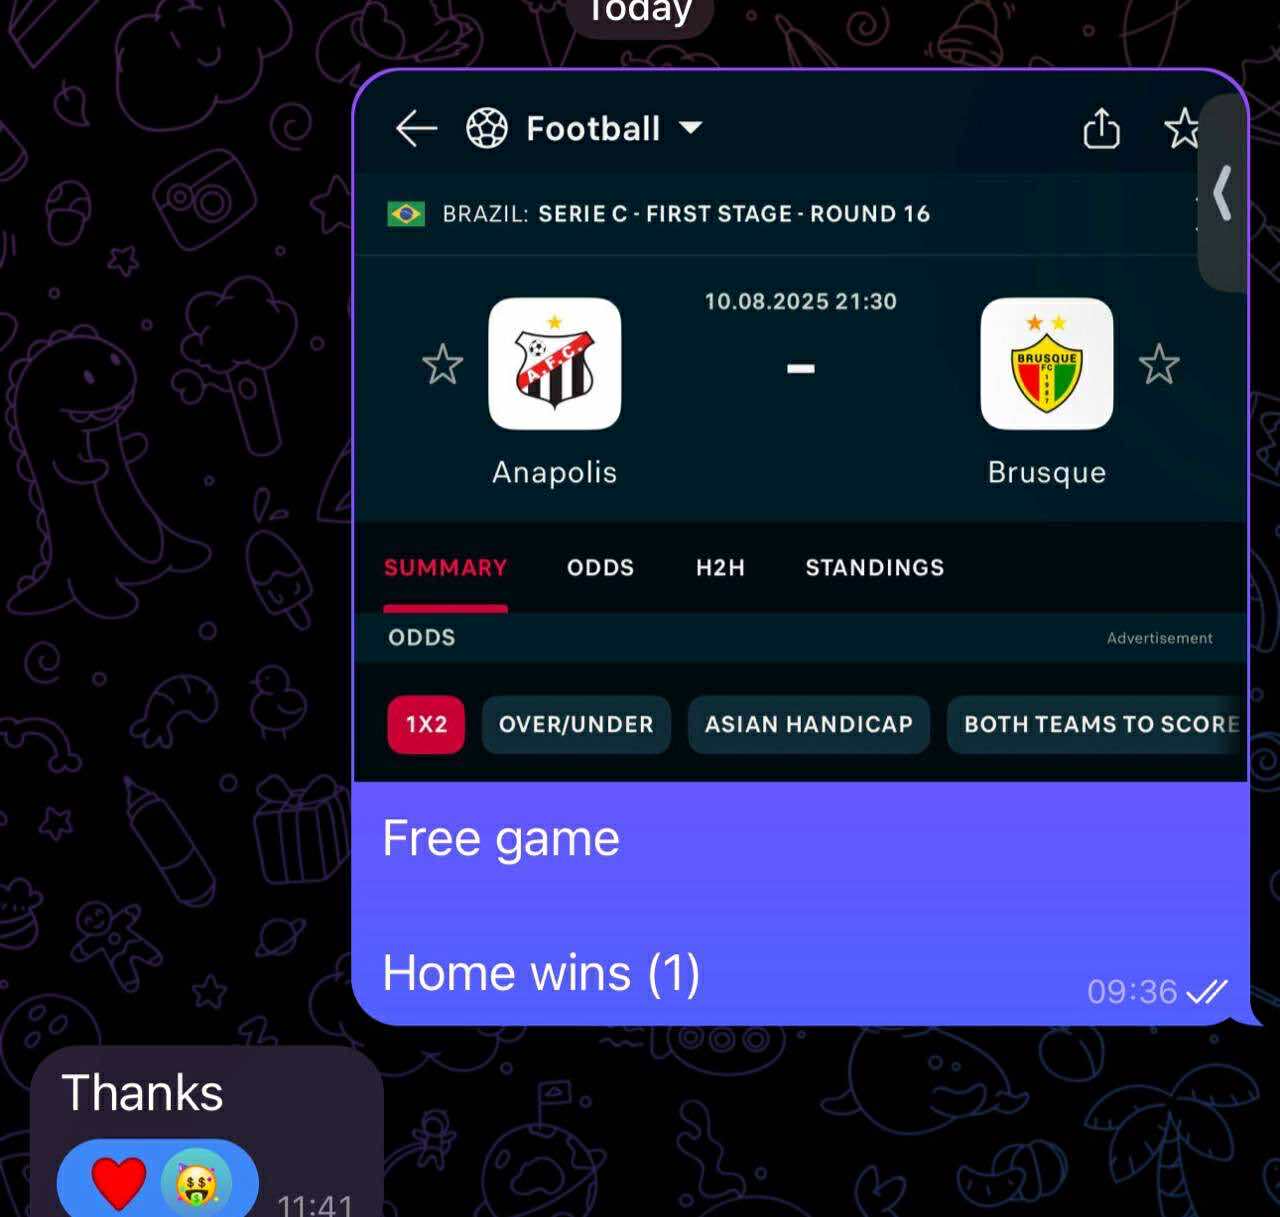 Today
Football
BRAZIL: SERIE C - FIRST STAGE - ROUND 16
10.08.2025 21:30
A.F.C.
BRUSQUE
FC
1987
Anapolis
Brusque
SUMMARY ODDS H2H STANDINGS
ODDS
Advertisement
1X2 OVER/UNDER ASIAN HANDICAP BOTH TEAMS TO SCORE
Free game
Home wins (1)
09:36
Thanks
11:41